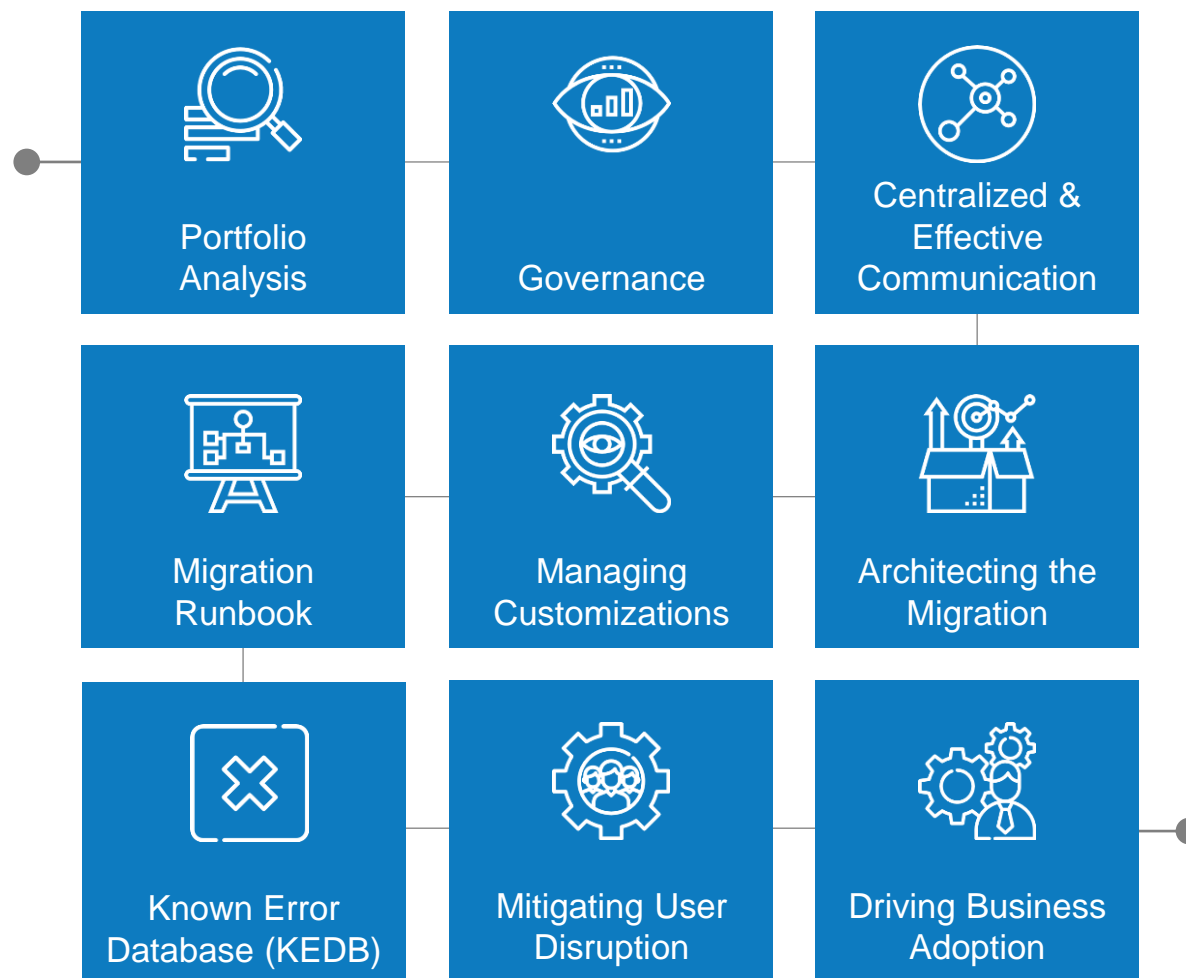 Portfolio
Analysis
Governance
Centralized &
Effective
Communication
Migration
Runbook
Managing
Customizations
Architecting the
Migration
Known Error
Database (KEDB)
Mitigating User
Disruption
Driving Business
Adoption